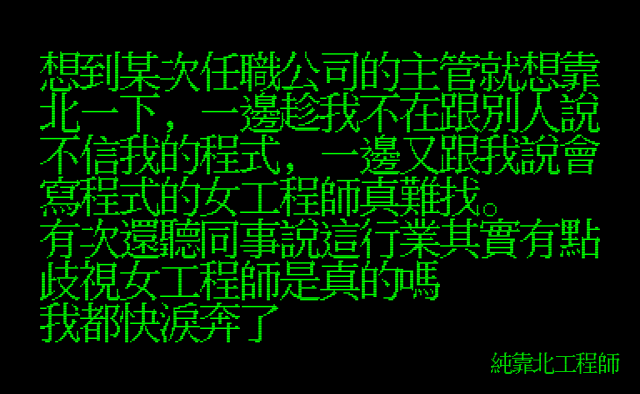 想到某次任職公司的主管就想靠
北一下，一邊趁我不在跟別人說
不信我的程式，一邊又跟我說會
寫程式的女工程師真難找。
有次還聽同事說這行業其實有點
歧視女工程師是真的嗎
我都快淚奔了
純靠北工程師